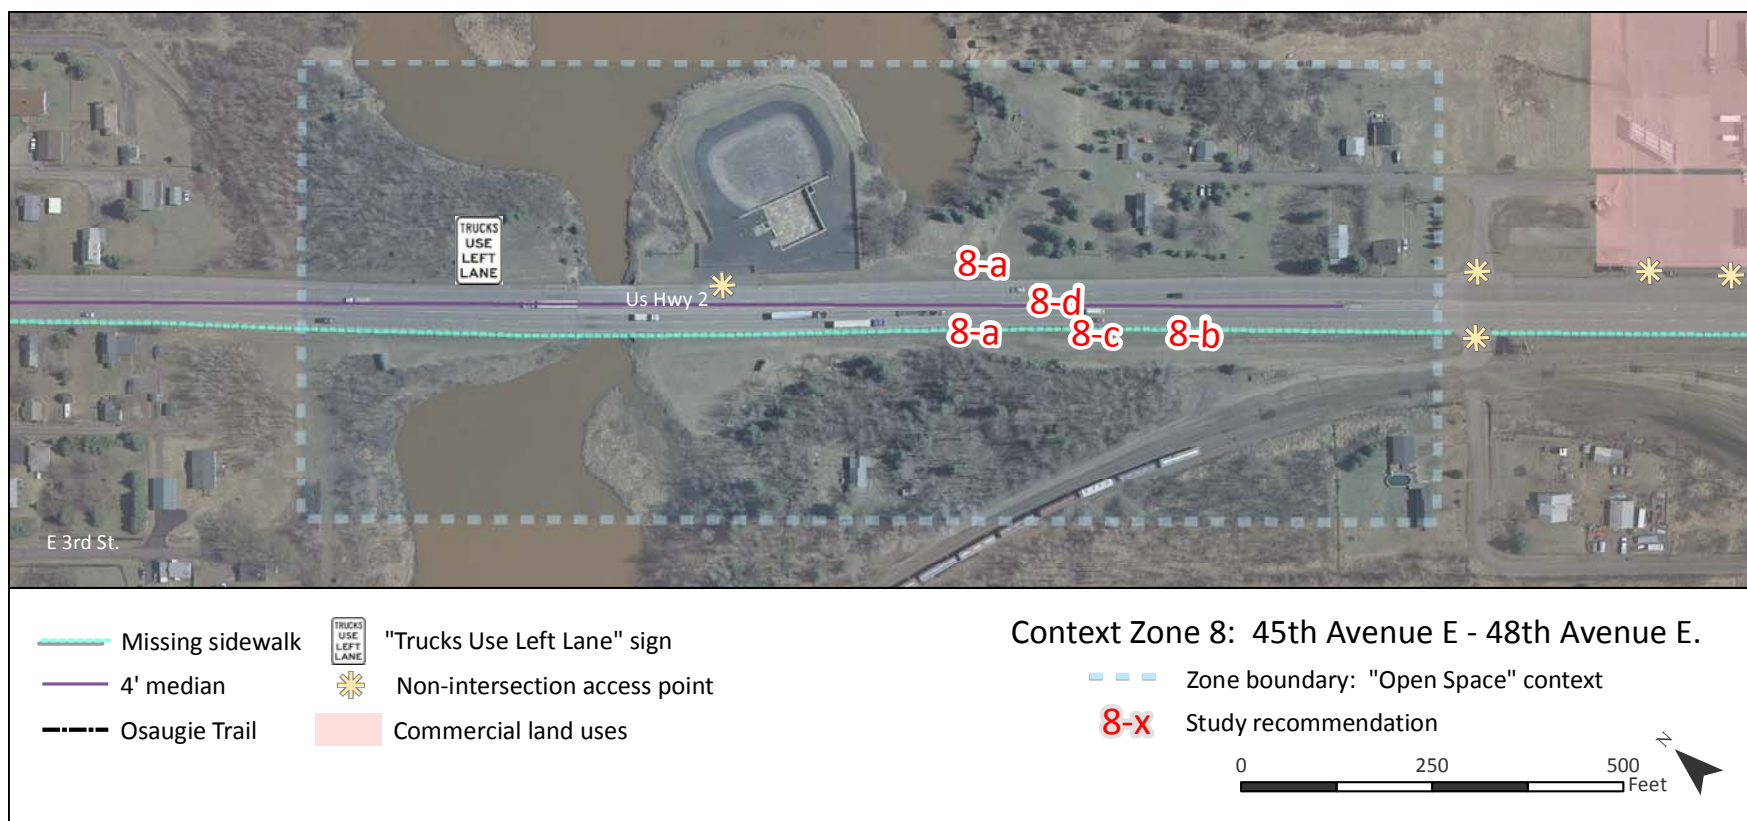 TRUCKS
USE
LEFT
LANE
8-a
Us Hwy 2
8-d
8-a
8-c
8-b
E 3rd St.
Missing sidewalk
4' median
Osaugie Trail
TRUCKS
USE
LEFT
LANE
"Trucks Use Left Lane" sign
Non-intersection access point
Commercial land uses
Context Zone 8: 45th Avenue E - 48th Avenue E.
Zone boundary: "Open Space" context
8-x Study recommendation
N
0 250 500
Feet